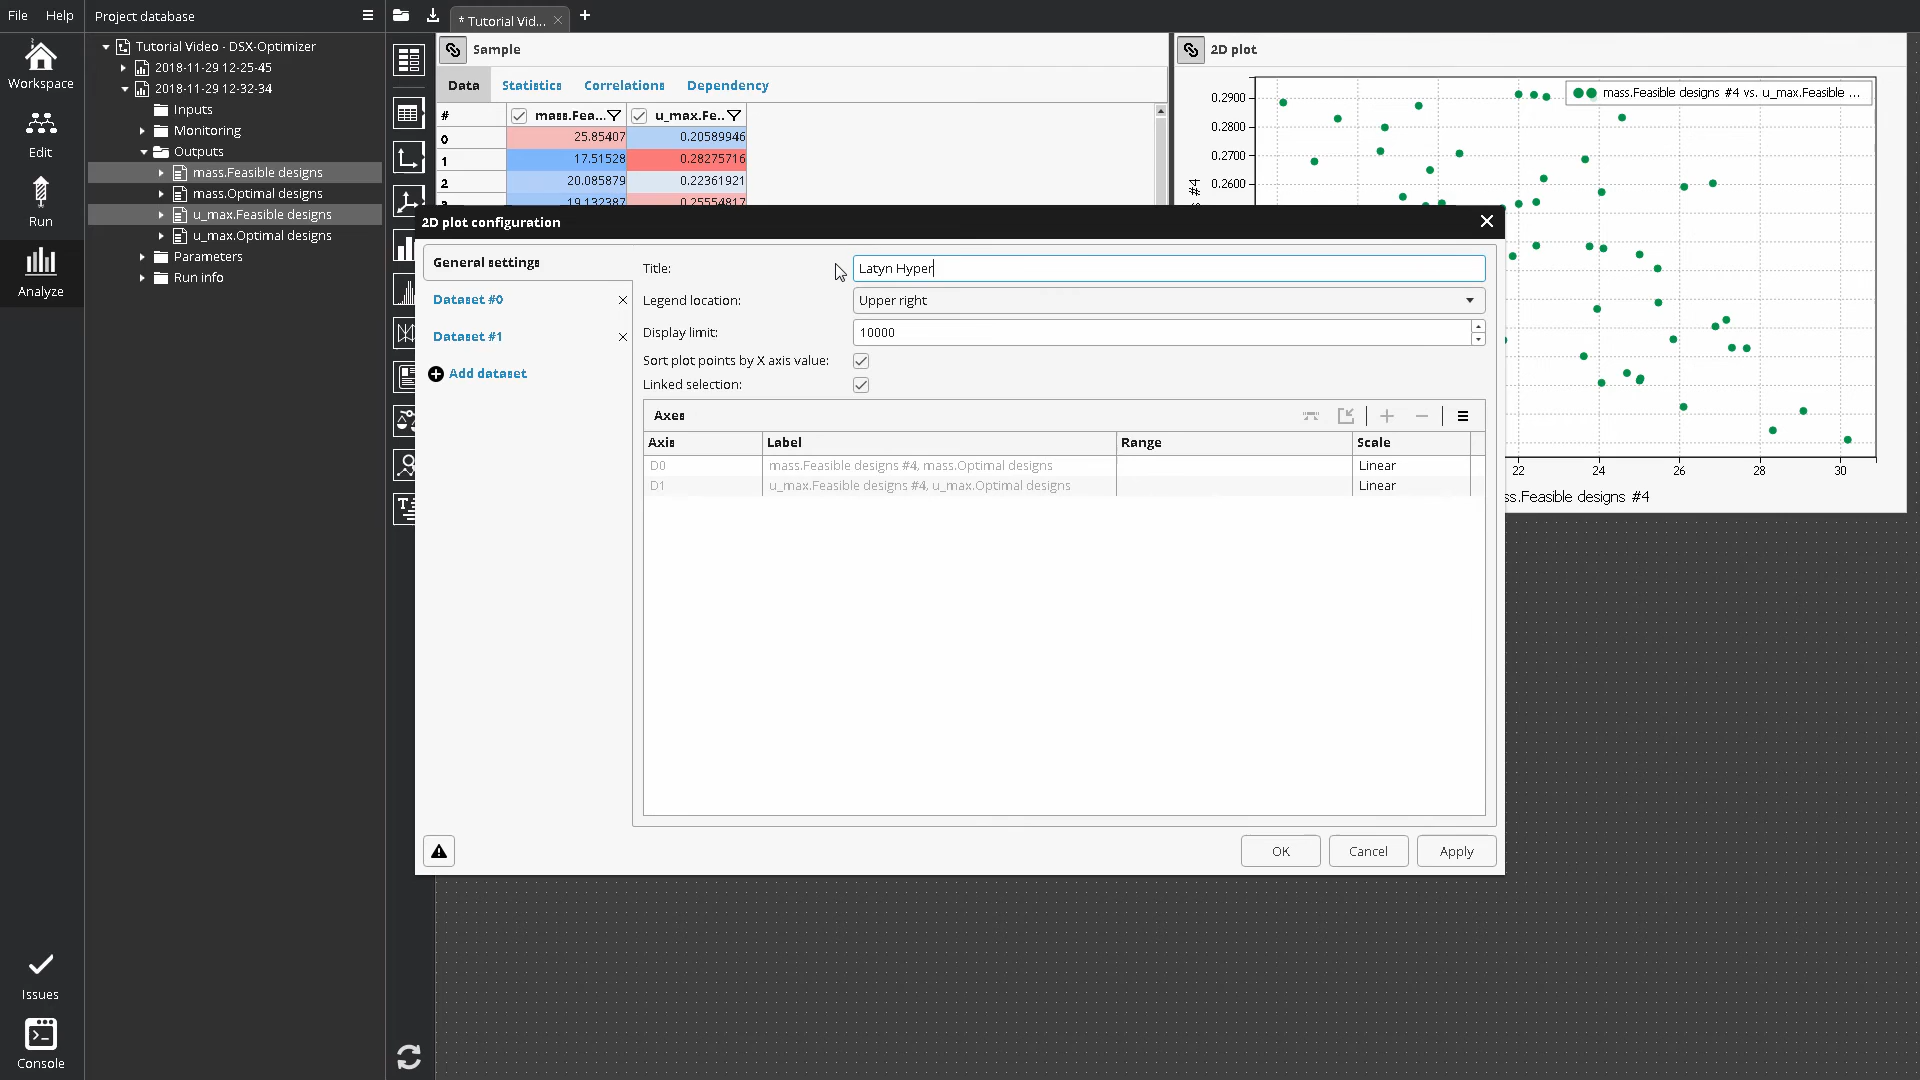 File Help
Project database
* Tutorial Vid...
Workspace
Edit
Run
Analyze
Issues
Console
Tutorial Video - DSX-Optimizer
2018-11-29 12-25-45
2018-11-29 12-32-34
Inputs
Monitoring
Outputs
mass.Feasible designs
mass.Optimal designs
u_max.Feasible designs
u_max.Optimal designs
Parameters
Run info
Sample
Data Statistics Correlations Dependency
# mass.Fea... u_max.Fe..
0 25.85407 0.20589946
1 17.51528 0.28275716
2 20.085879 0.22361921
19.132387 0.25554817
2D plot
mass.Feasible designs #4 vs. u_max.Feasible ...
0.2900
0.2800
0.2700
0.2600
#4
22 24 26 28 30
ss.Feasible designs #4
2D plot configuration
General settings
Dataset #0
Dataset #1
Add dataset
Title: Latyn Hyper
Legend location: Upper right
Display limit: 10000
Sort plot points by X axis value:
Linked selection:
Axes
Axis Label Range Scale
D0 mass.Feasible designs #4, mass.Optimal designs Linear
D1 u_max.Feasible designs #4, u_max.Optimal designs Linear
OK Cancel Apply